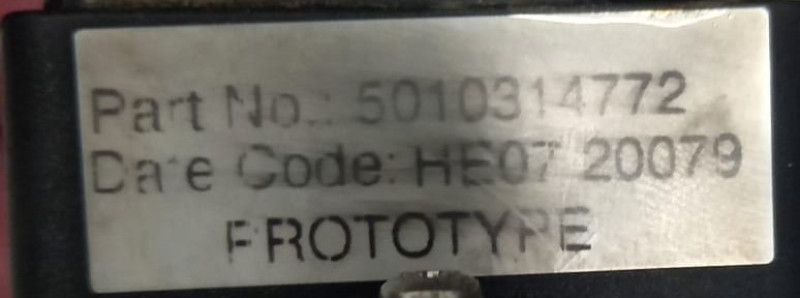 Part No.: 5010314772
Date Code: HE07 20079
PROTOTYPE